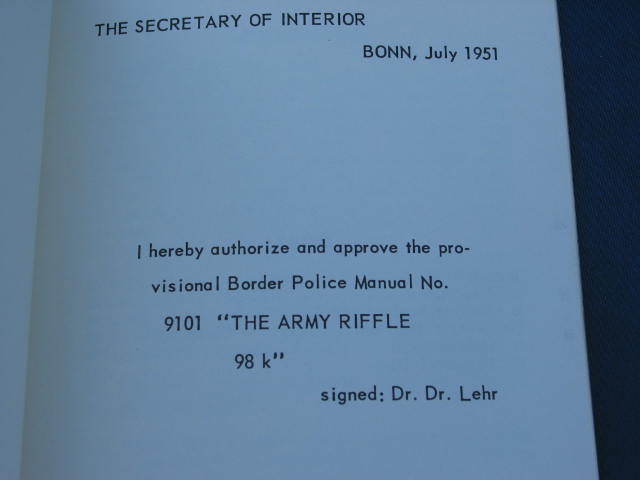 THE SECRETARY OF INTERIOR
BONN, July 1951
I hereby authorize and approve the pro-
visional Border Police Manual No.
9101 "THE ARMY RIFFLE
98 k"
signed: Dr. Dr. Lehr